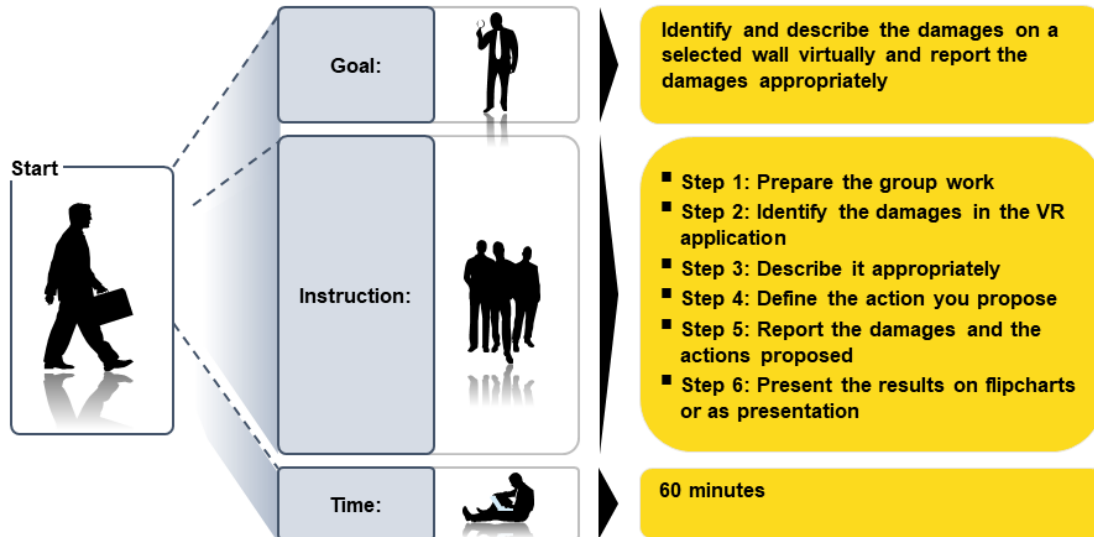 Start
Goal:
Identify and describe the damages on a
selected wall virtually and report the
damages appropriately
Instruction:
▪ Step 1: Prepare the group work
▪ Step 2: Identify the damages in the VR
application
▪ Step 3: Describe it appropriately
▪ Step 4: Define the action you propose
▪ Step 5: Report the damages and the
actions proposed
▪ Step 6: Present the results on flipcharts
or as presentation
Time:
60 minutes